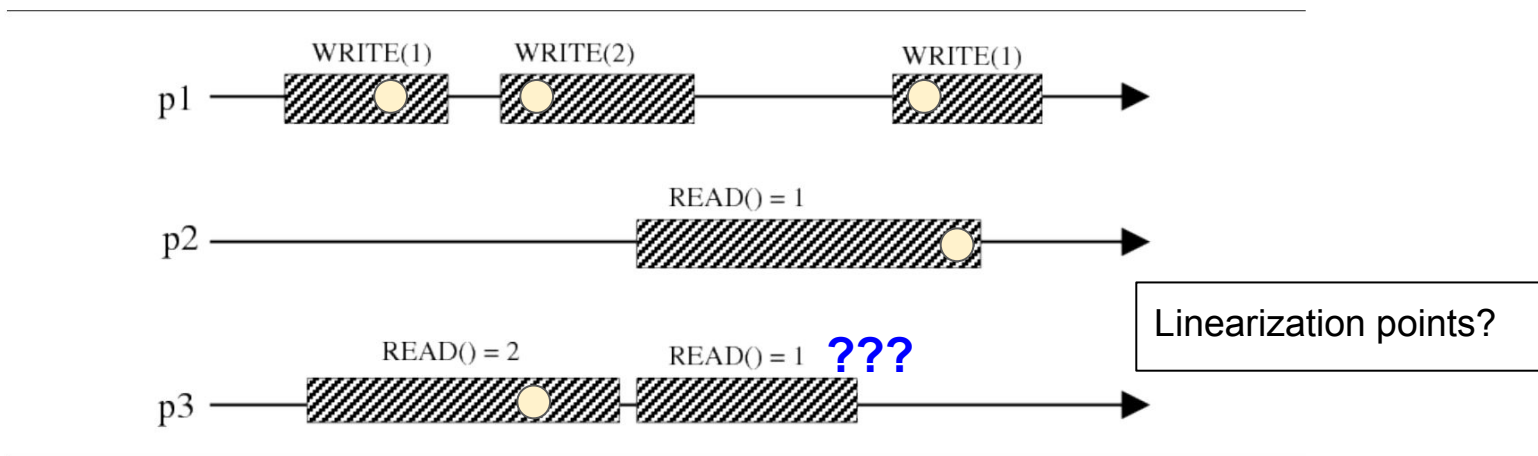 WRITE(1) WRITE(2) WRITE(1)
p1
READ() = 1
p2
Linearization points?
READ() = 2 READ() = 1 ???
p3